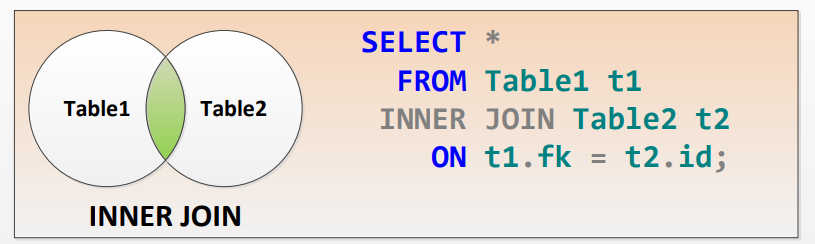 Table1
Table2
INNER JOIN
SELECT *
FROM Table1 t1
INNER JOIN Table2 t2
ON t1.fk = t2.id;